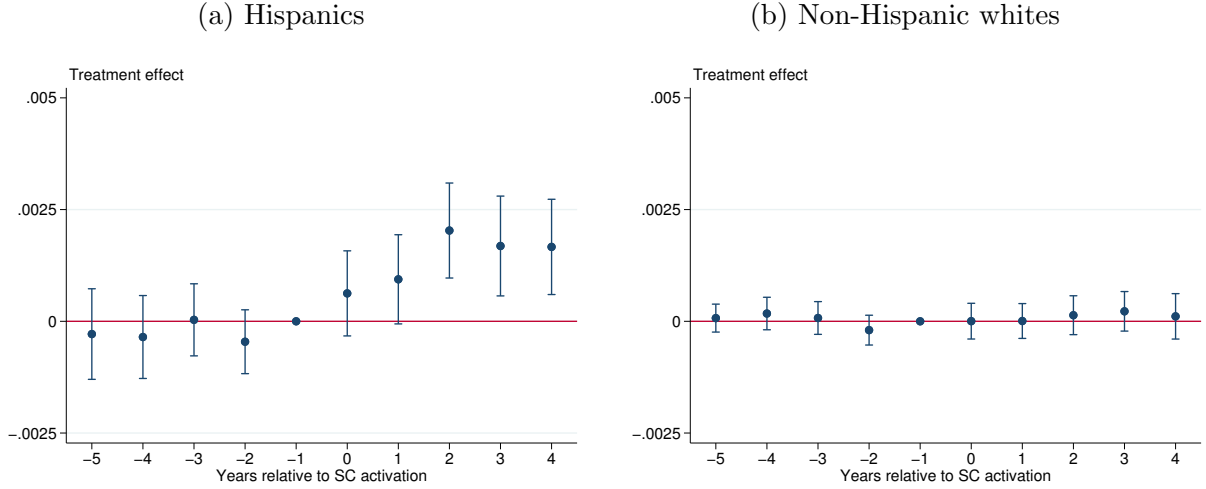 (a) Hispanics
Treatment effect
.005
.0025
0
−.0025
−5 −4 −3 −2 −1 0 1 2 3 4
Years relative to SC activation
(b) Non-Hispanic whites
Treatment effect
.005
.0025
0
−.0025
−5 −4 −3 −2 −1 0 1 2 3 4
Years relative to SC activation